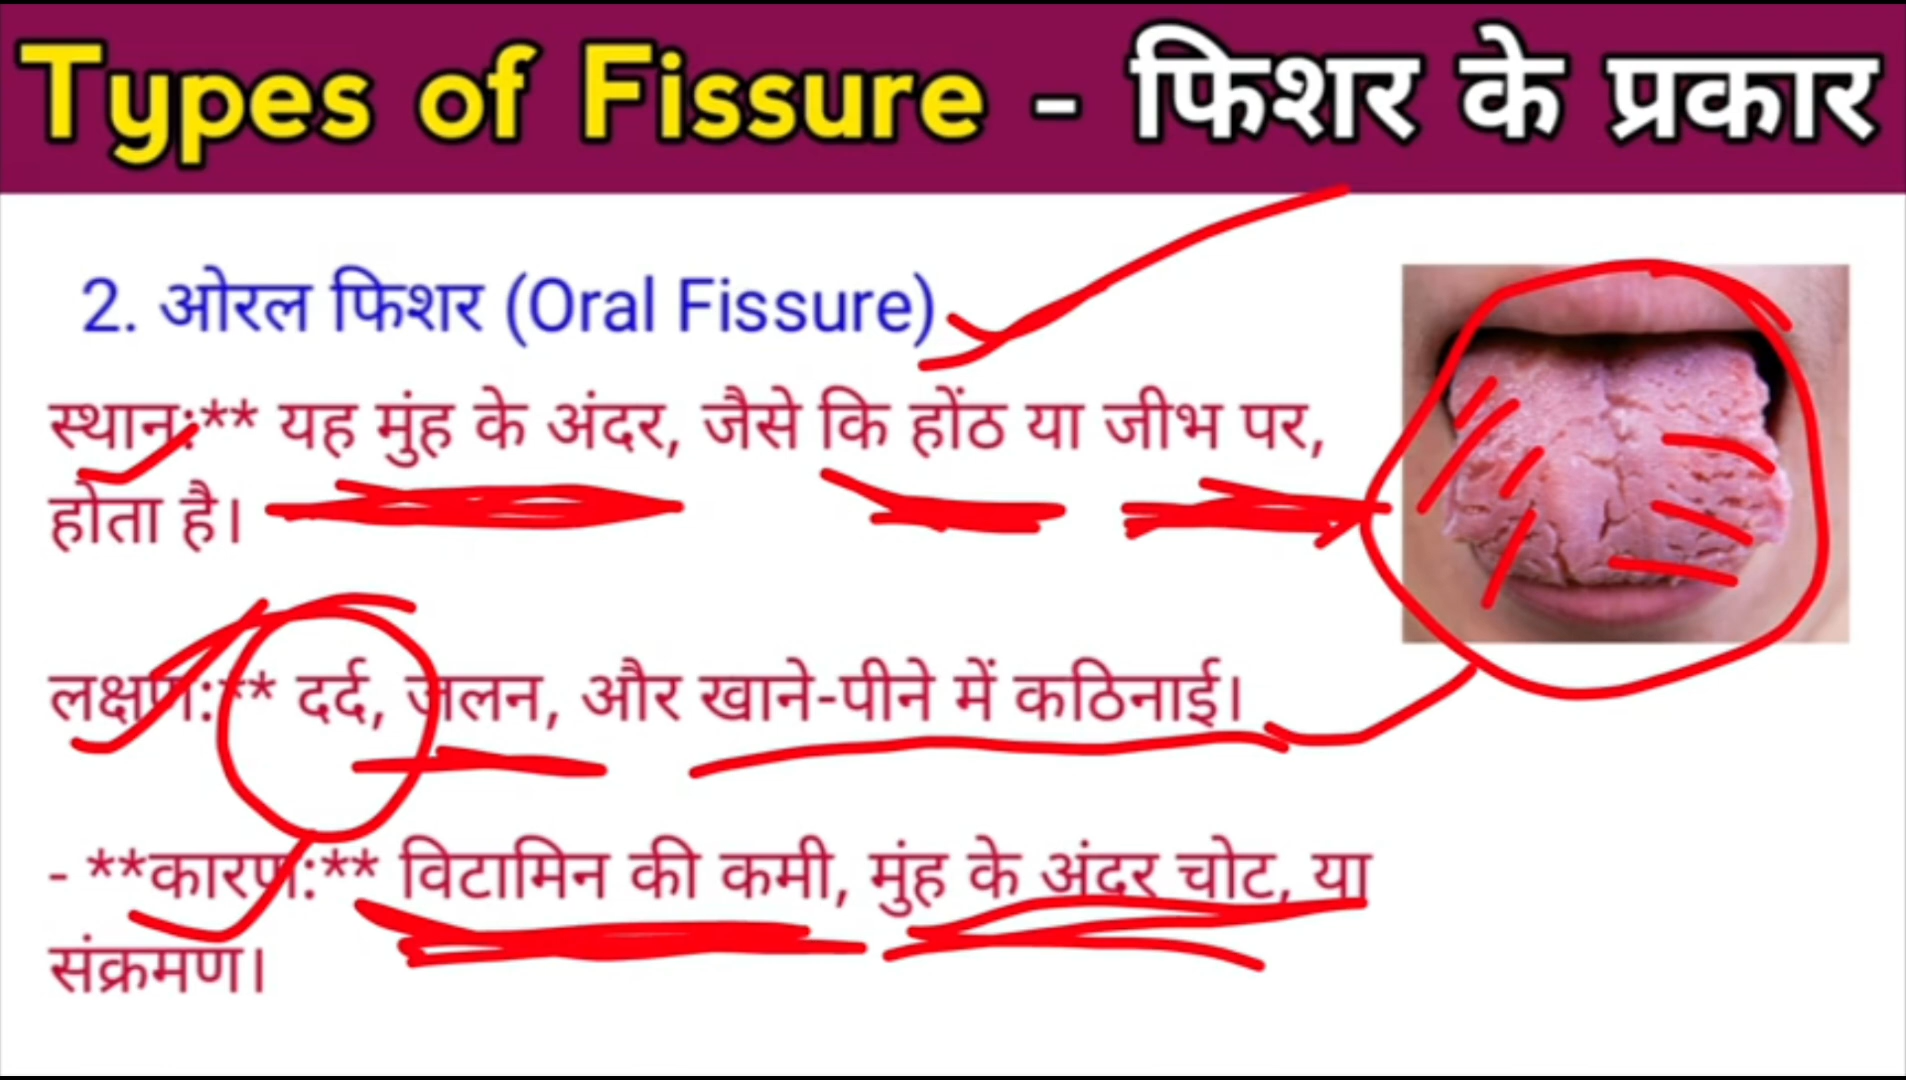 Types of Fissure - फिशर के प्रकार
2. ओरल फिशर (Oral Fissure)
स्थान:** यह मुंह के अंदर, जैसे कि होंठ या जीभ पर,
होता है।
लक्षण:** दर्द, जलन, और खाने-पीने में कठिनाई।
- **कारण:** विटामिन की कमी, मुंह के अंदर चोट, या
संक्रमण।